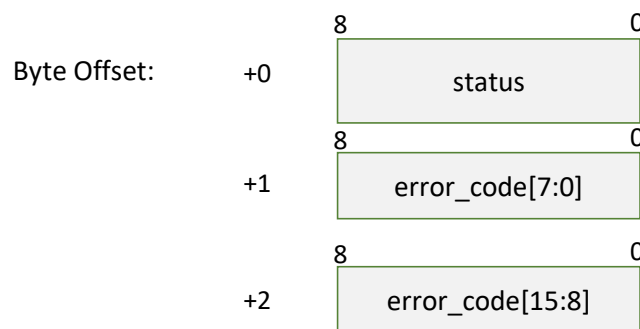 8 0
Byte Offset: +0 status
8 0
+1 error_code[7:0]
8 0
+2 error_code[15:8]